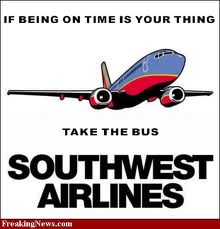 IF BEING ON TIME IS YOUR THING
TAKE THE BUS
SOUTHWEST
AIRLINES
FreakingNews.com